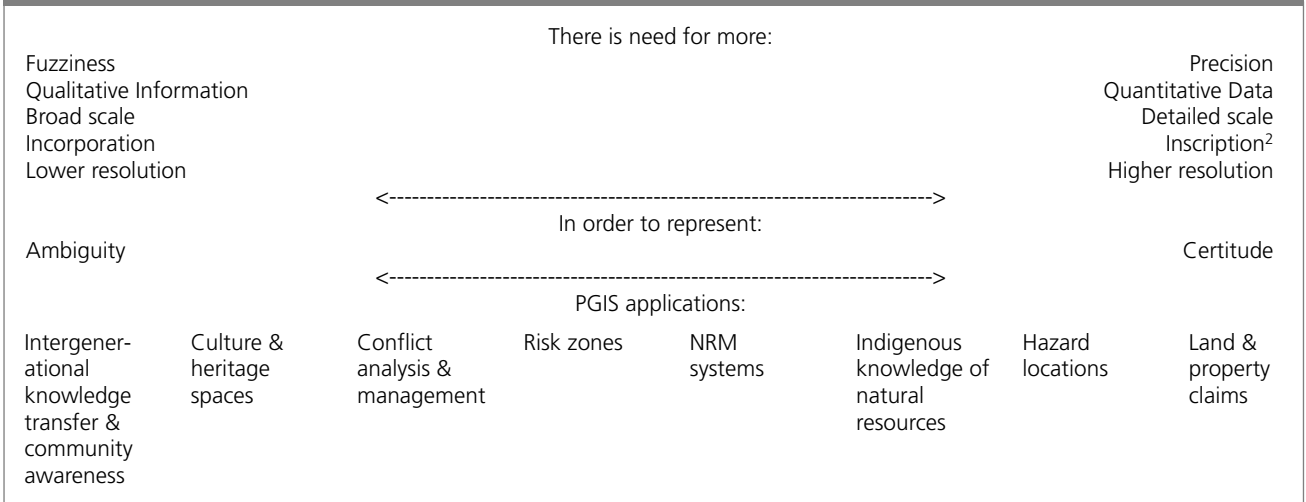 There is need for more:
Fuzziness Precision
Qualitative Information Quantitative Data
Broad scale Detailed scale
Incorporation Inscription²
Lower resolution Higher resolution
<------------------------------------------------------------------------>
In order to represent:
Ambiguity Certitude
<------------------------------------------------------------------------>
PGIS applications:
Intergener-
ational
knowledge
transfer &
community
awareness
Culture &
heritage
spaces
Conflict
analysis &
management
Risk zones
NRM
systems
Indigenous
knowledge of
natural
resources
Hazard
locations
Land &
property
claims